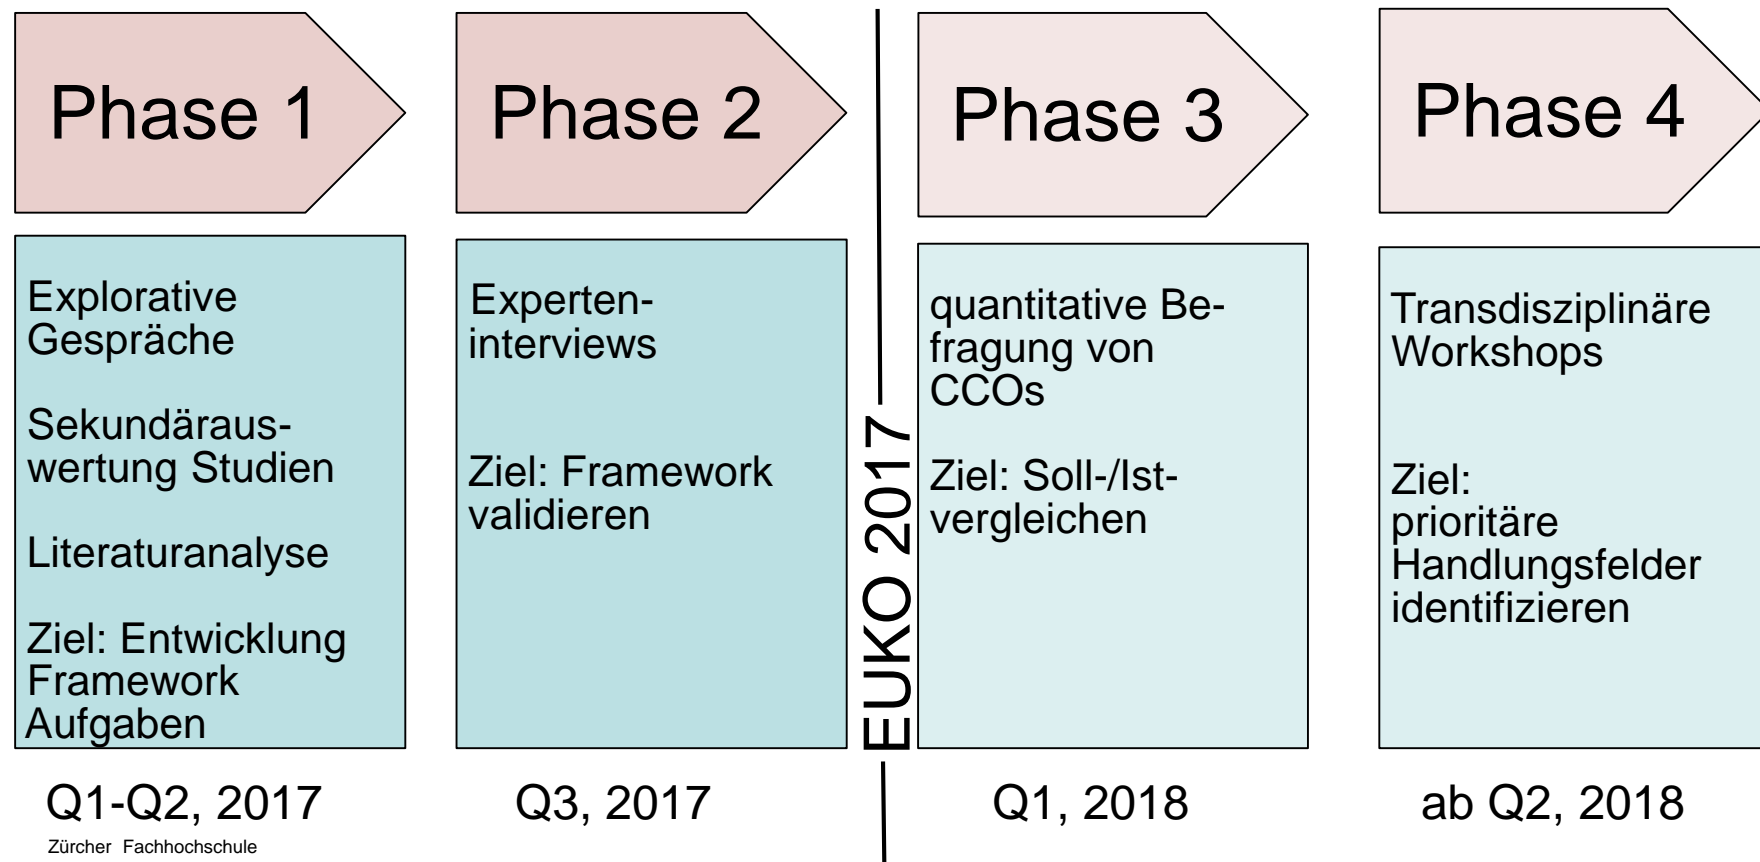 Phase 1
Explorative
Gespräche
Sekundäraus-
wertung Studien
Literaturanalyse
Ziel: Entwicklung
Framework
Aufgaben
Q1-Q2, 2017
Phase 2
Experten-
interviews
Ziel: Framework
validieren
Q3, 2017
EUKO 2017
Phase 3
quantitative Be-
fragung von
CCOs
Ziel: Soll-/Ist-
vergleichen
Q1, 2018
Phase 4
Transdisziplinäre
Workshops
Ziel:
prioritäre
Handlungsfelder
identifizieren
ab Q2, 2018
Zürcher Fachhochschule